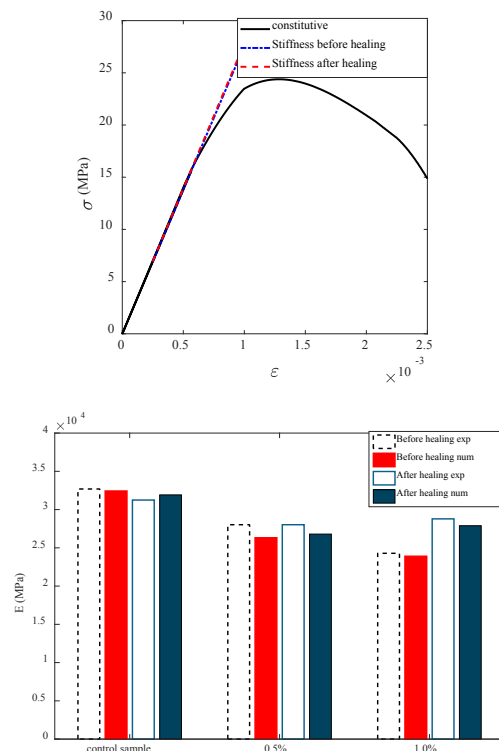 30
25
20
15
10
5
0
σ (MPa)
constitutive
Stiffness before healing
Stiffness after healing
0 0.5 1 1.5 2 2.5
ε
×10 -3
×10 4
4
3.5
3
2.5
2
1.5
1
0.5
0
E (MPa)
Before healing exp
Before healing num
After healing exp
After healing num
control sample 0.5% 1.0%